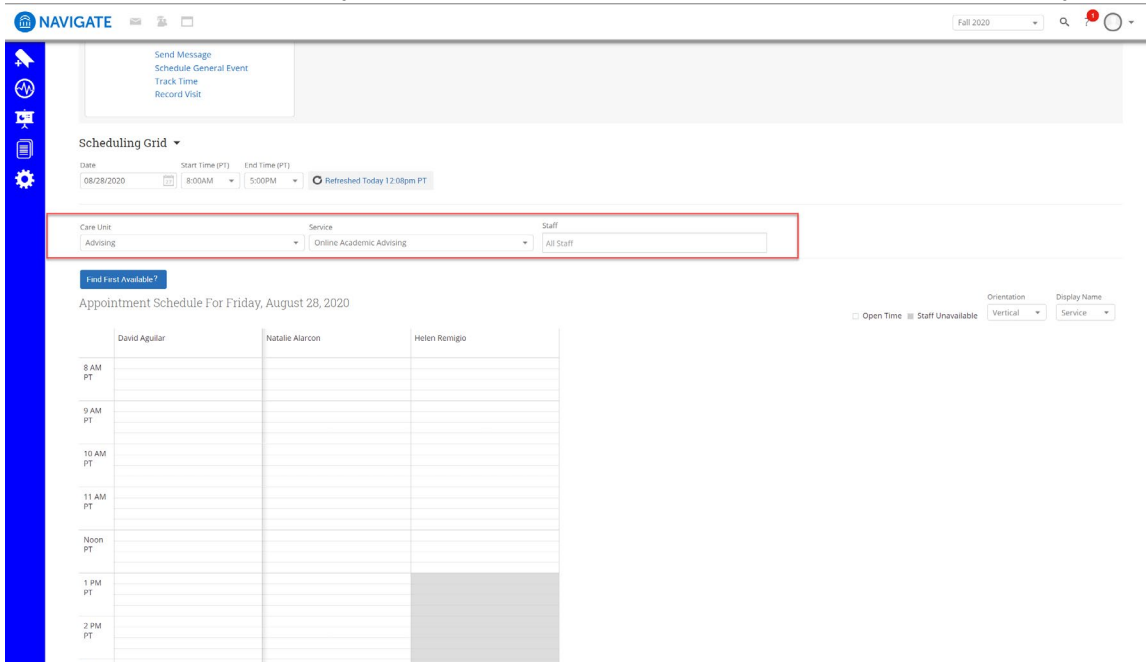 NAVIGATE
Fall 2020
1
?
Send Message
Schedule General Event
Track Time
Record Visit
Scheduling Grid
Date Start Time (PT) End Time (PT)
08/28/2020 8:00AM 5:00PM Refreshed Today 12:08pm PT
Care Unit Service Staff
Advising Online Academic Advising All Staff
Find First Available?
Appointment Schedule For Friday, August 28, 2020
Orientation Display Name
Open Time Staff Unavailable Vertical Service
David Aguilar Natalie Alarcon Helen Remigio
8 AM
PT
9 AM
PT
10 AM
PT
11 AM
PT
Noon
PT
1 PM
PT
2 PM
PT